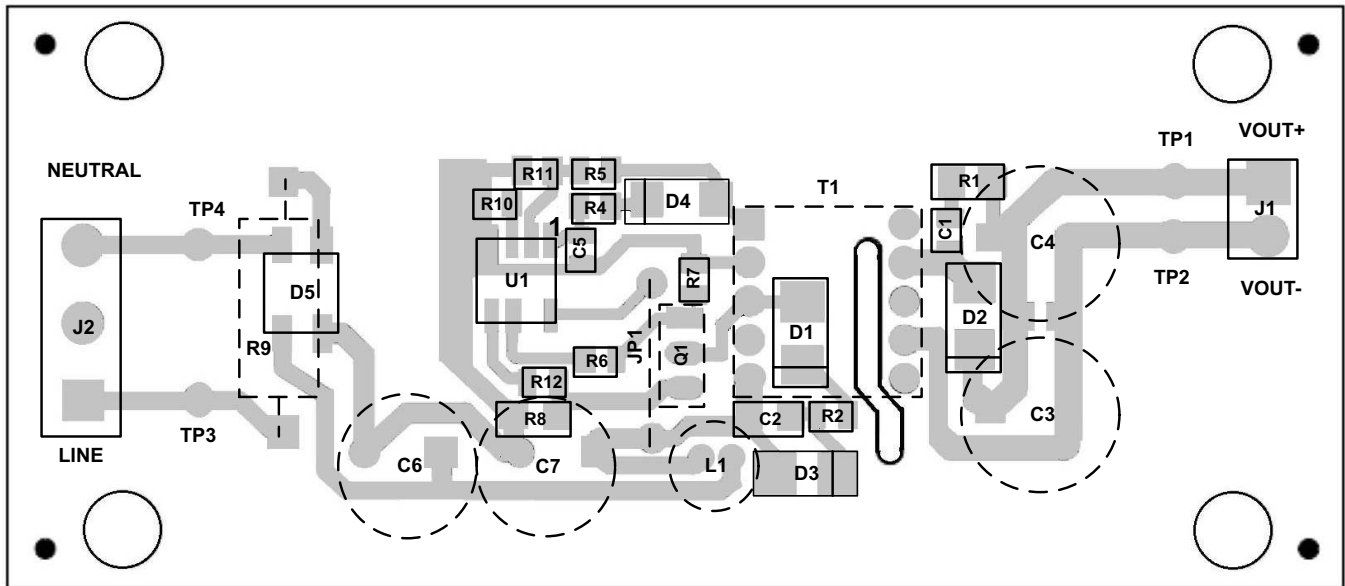 VOUT+
TP1
NEUTRAL
R11
R5
R1
T1
TP4
R10
R4
D4
J1
1
C5
C1
C4
TP2
U1
R7
VOUT-
D5
J2
D1
D2
R9
JP1
Q1
R6
R12
R8
C2
R2
C3
TP3
LINE
C6
C7
L1
D3